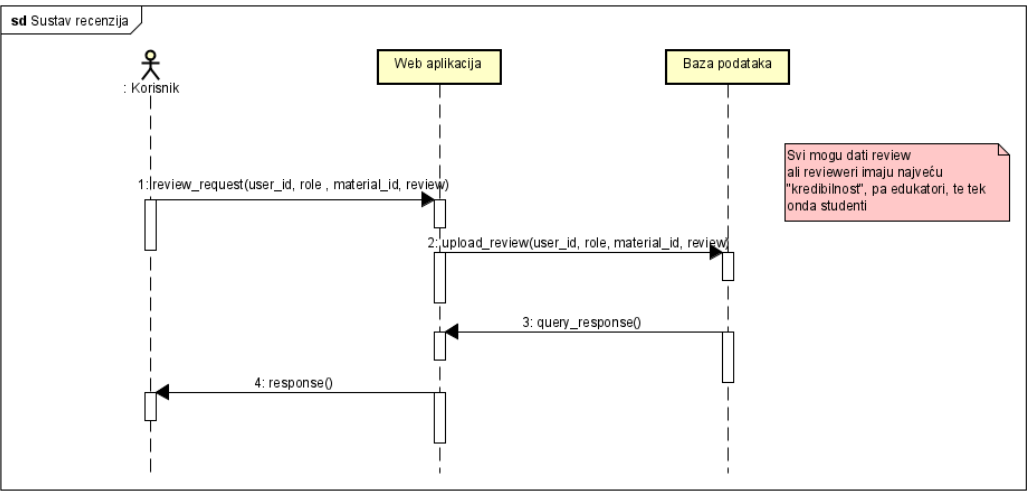 sd Sustav recenzija
: Korisnik
Web aplikacija
Baza podataka
Svi mogu dati review
ali revieweri imaju najveću
"kredibilnost", pa edukatori, te tek
onda studenti
1: review_request(user_id, role , material_id, review)
2: upload_review(user_id, role, material_id, review)
3: query_response()
4: response()